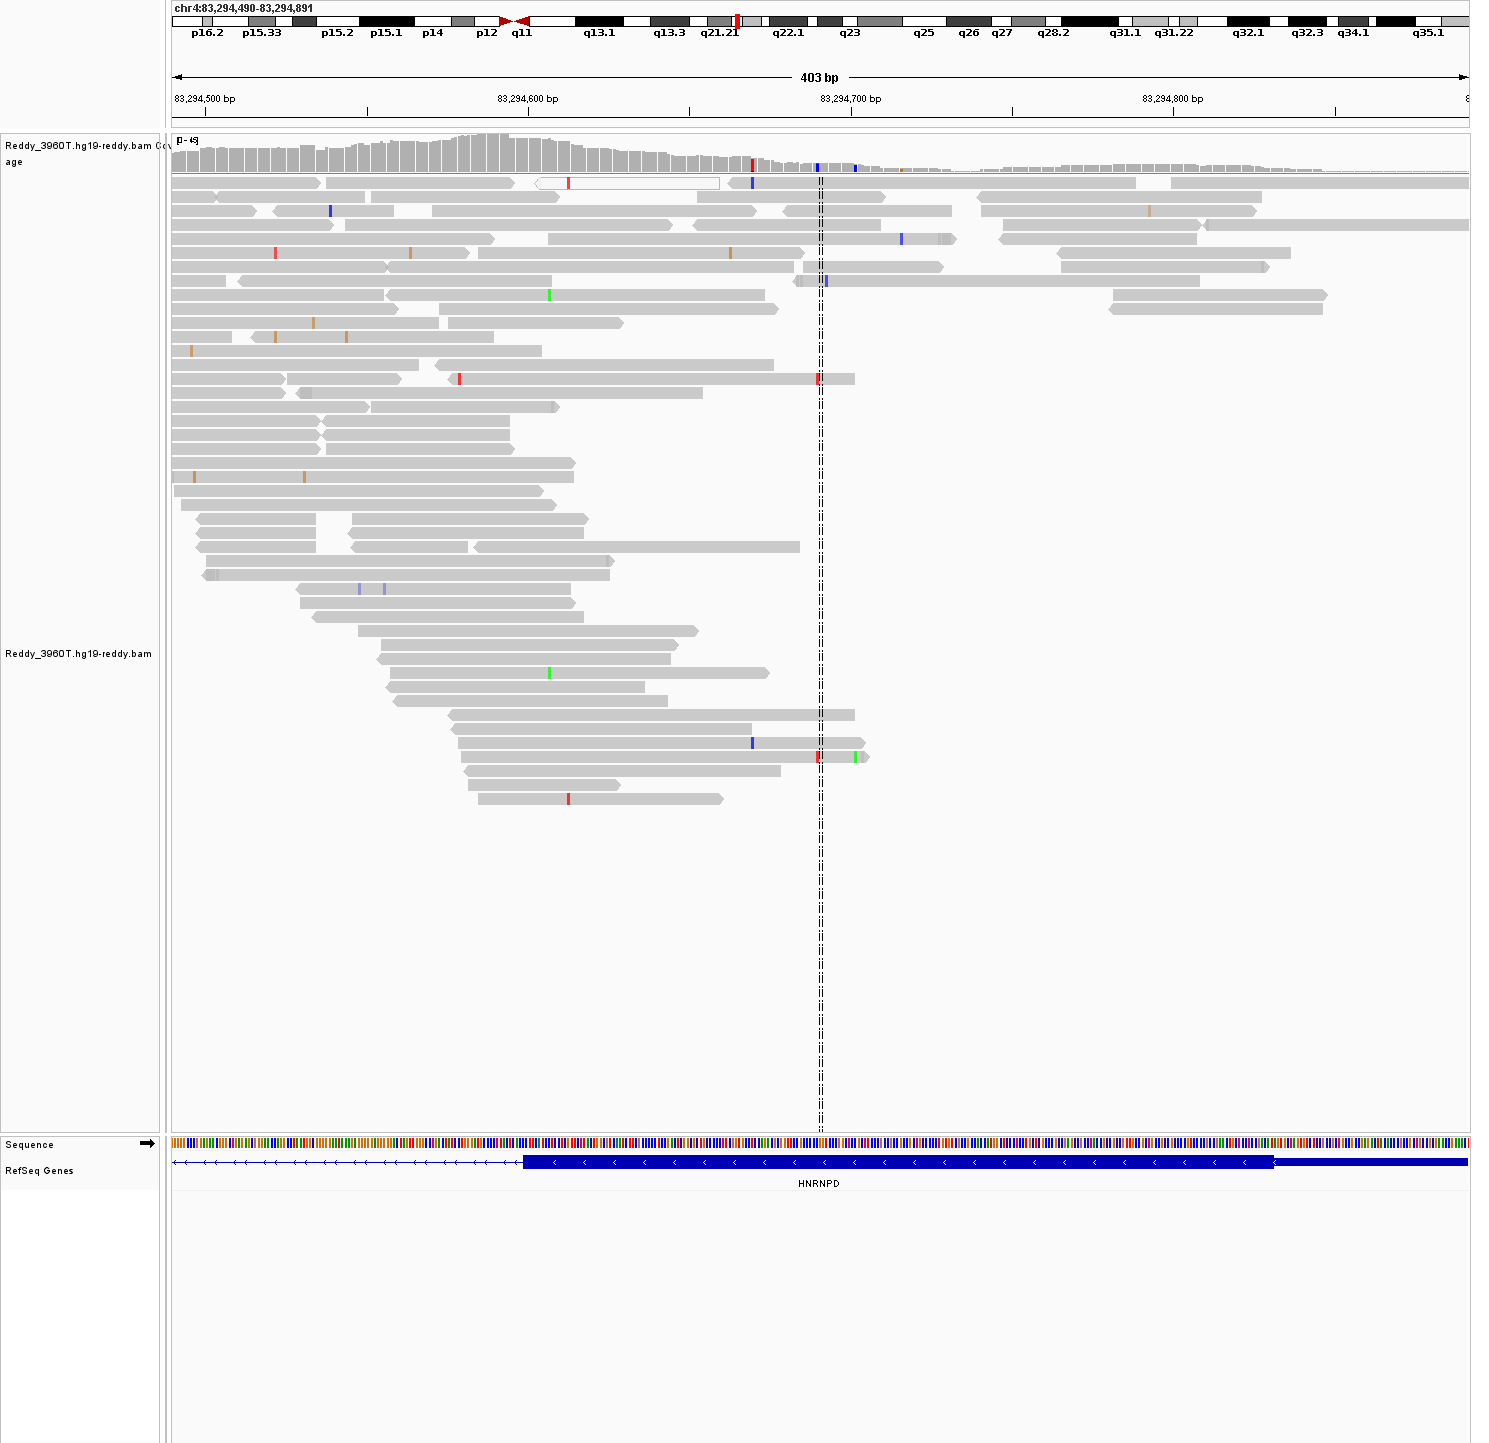 chr4:83,294,490-83,294,891
p16.2 p15.33 p15.2 p15.1 p14 p12 q11 q13.1 q13.3 q21.21 q22.1 q23 q25 q26 q27 q28.2 q31.1 q31.22 q32.1 q32.3 q34.1 q35.1
403 bp
83,294,500 bp 83,294,600 bp 83,294,700 bp 83,294,800 bp 8
Reddy_3960T.hg19-reddy.bam Cov
age
Reddy_3960T.hg19-reddy.bam
Sequence
RefSeq Genes
HNRNPD